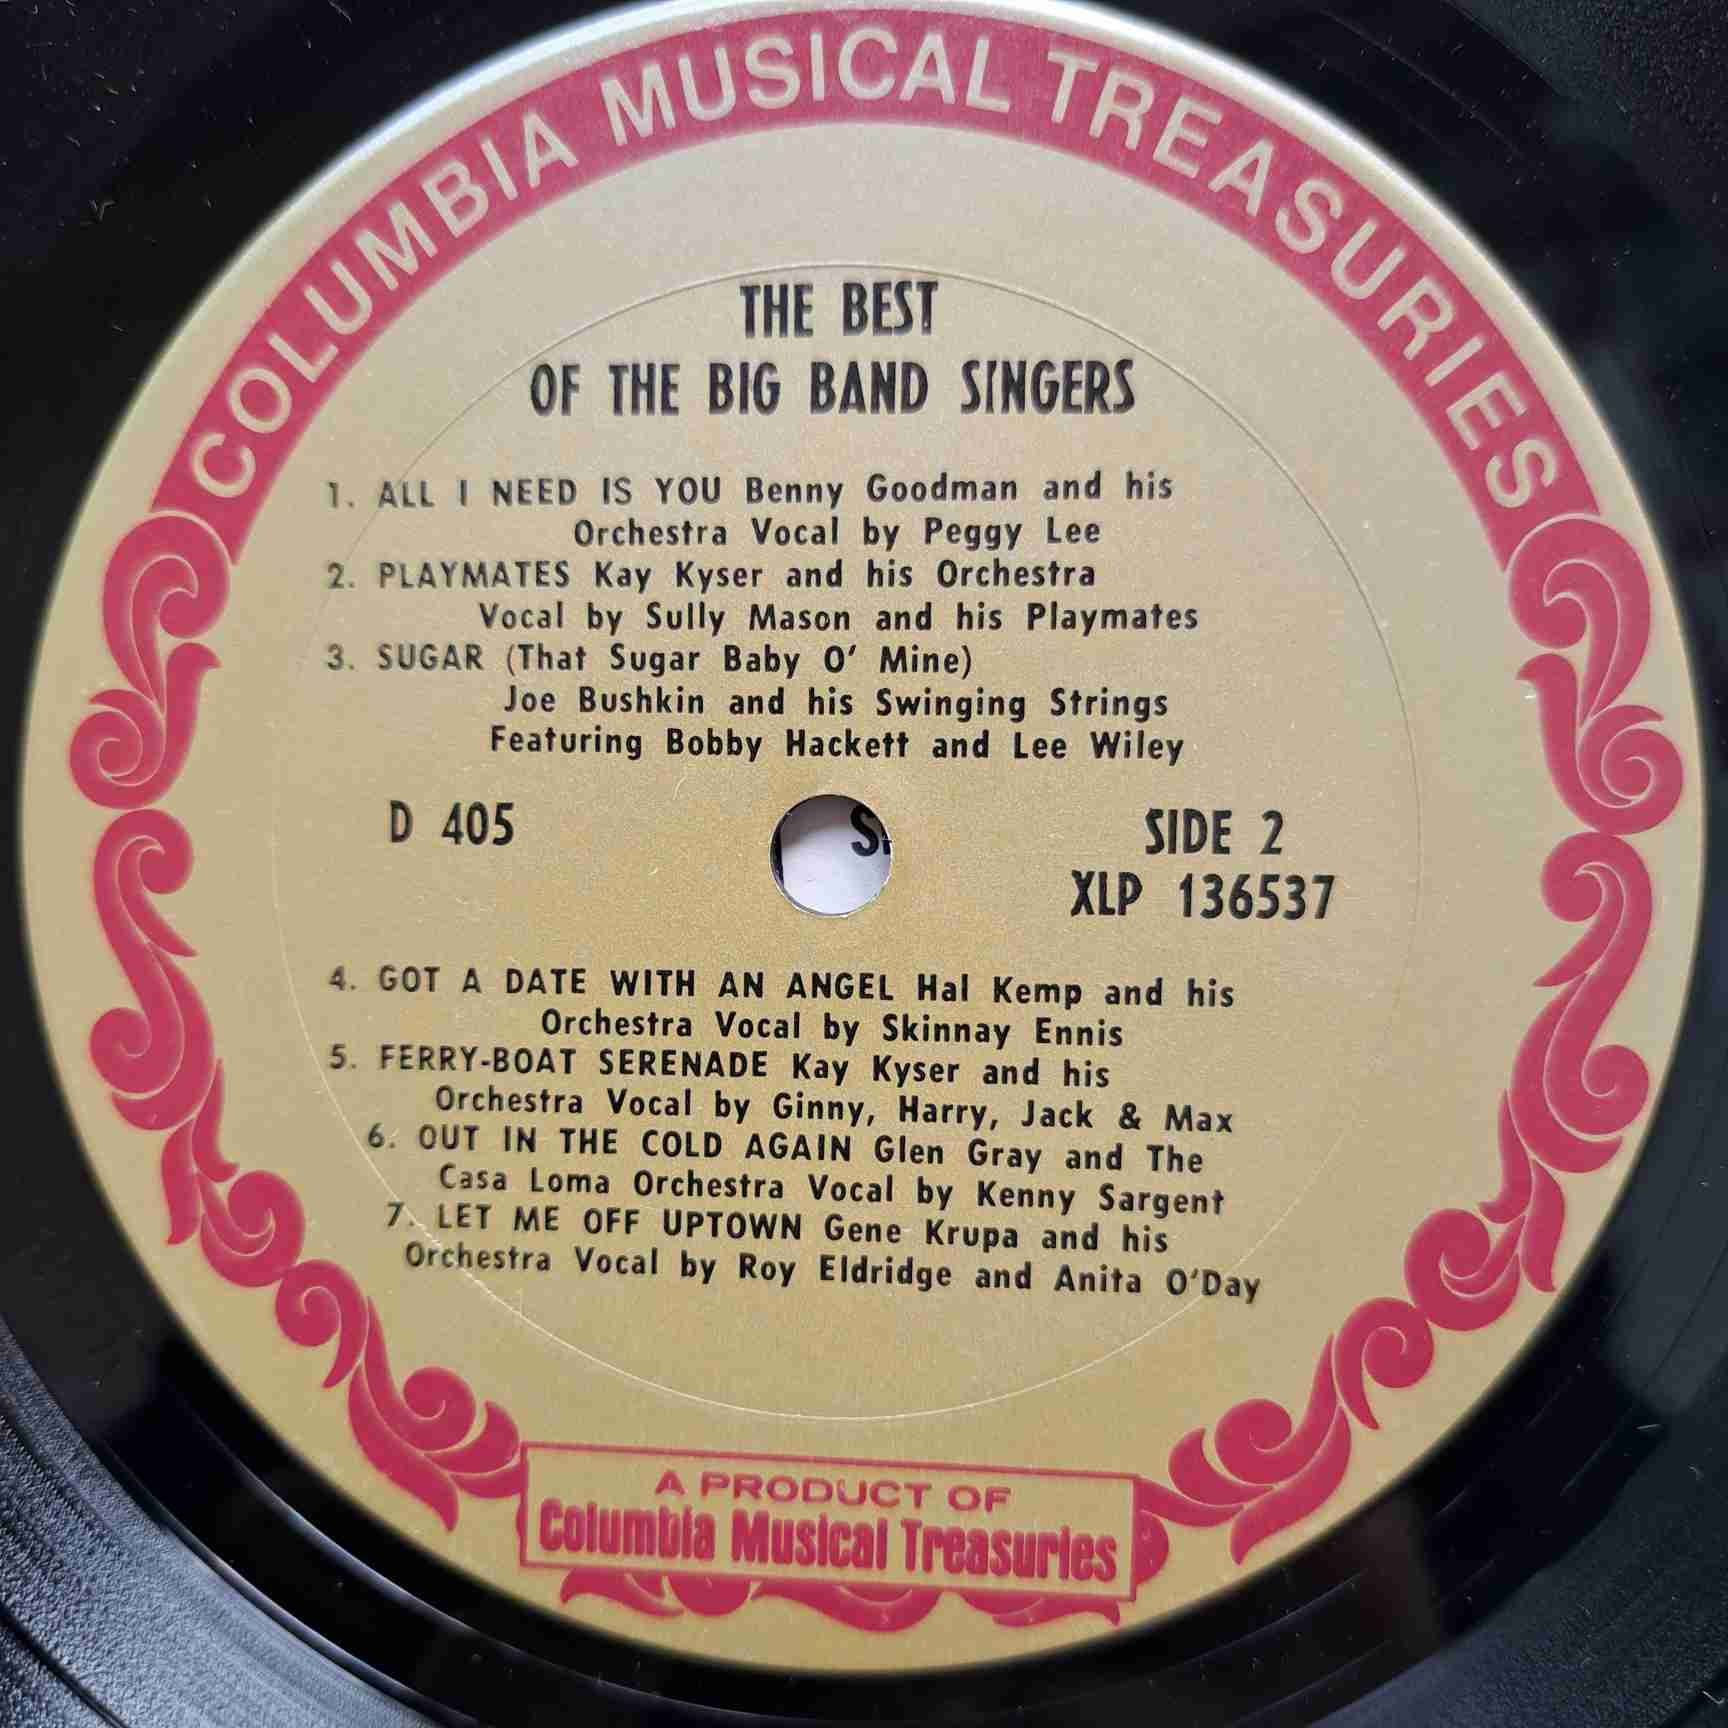 COLUMBIA MUSICAL TREASURIES
THE BEST
OF THE BIG BAND SINGERS
1. ALL I NEED IS YOU Benny Goodman and his
Orchestra Vocal by Peggy Lee
2. PLAYMATES Kay Kyser and his Orchestra
Vocal by Sully Mason and his Playmates
3. SUGAR (That Sugar Baby O' Mine)
Joe Bushkin and his Swinging Strings
Featuring Bobby Hackett and Lee Wiley
D 405
SIDE 2
XLP 136537
4. GOT A DATE WITH AN ANGEL Hal Kemp and his
Orchestra Vocal by Skinnay Ennis
5. FERRY-BOAT SERENADE Kay Kyser and his
Orchestra Vocal by Ginny, Harry, Jack & Max
6. OUT IN THE COLD AGAIN Glen Gray and The
Casa Loma Orchestra Vocal by Kenny Sargent
7. LET ME OFF UPTOWN Gene Krupa and his
Orchestra Vocal by Roy Eldridge and Anita O'Day
A PRODUCT OF
Columbia Musical Treasuries